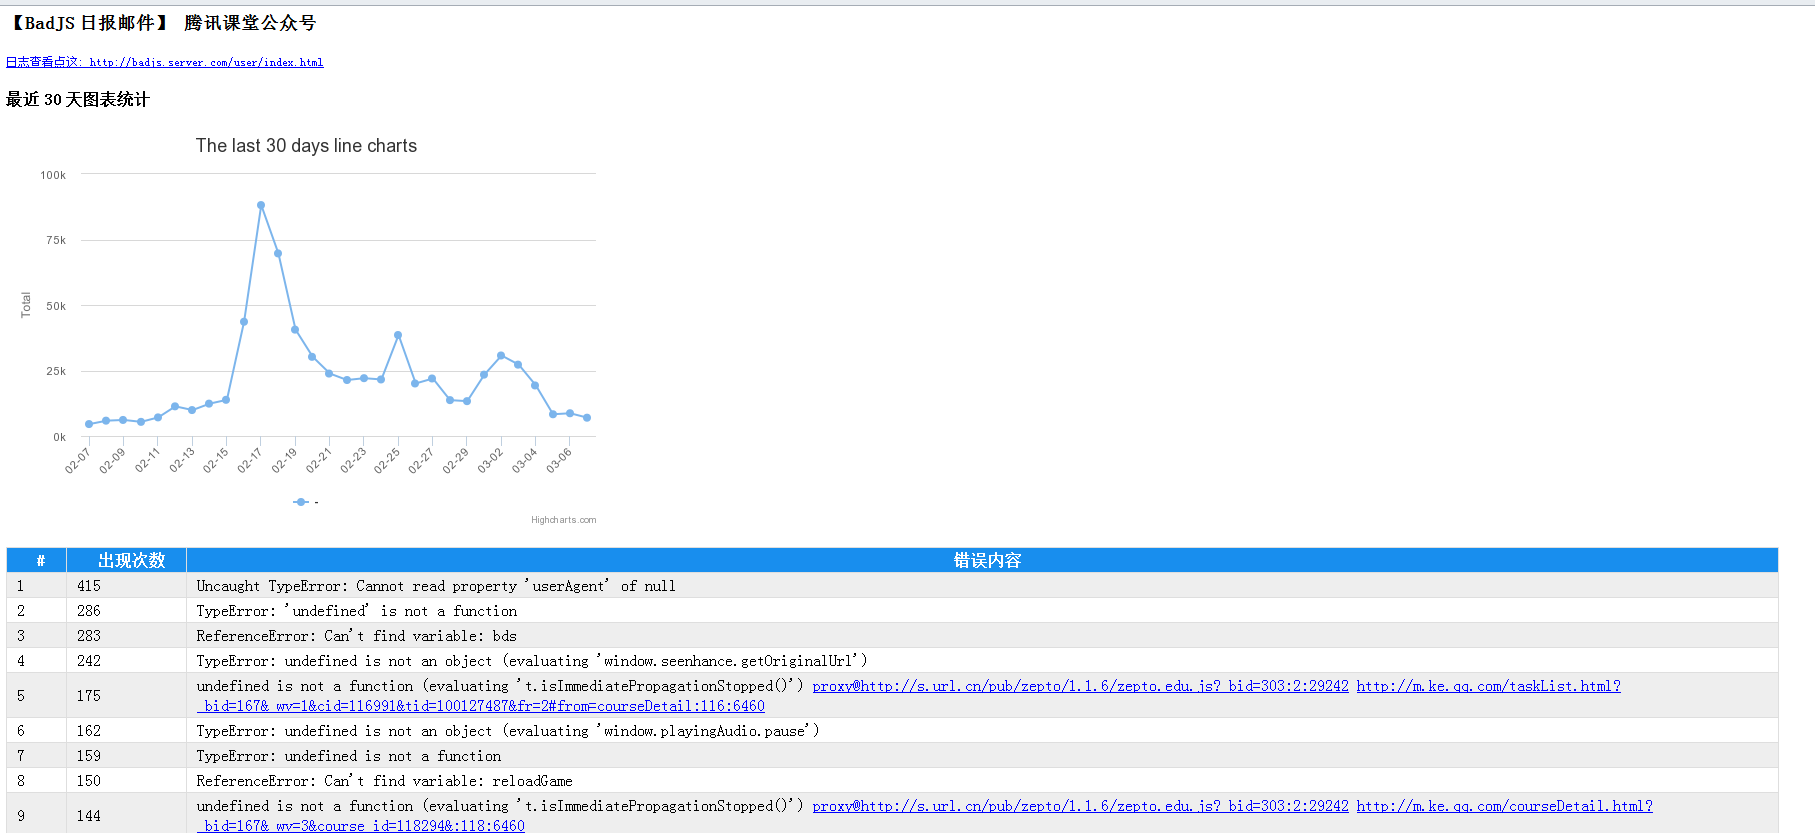 【BadJS 日报邮件】 腾讯课堂公众号
日志查看点这: http://badjs.server.com/user/index.html
最近 30 天图表统计
The last 30 days line charts
100k
75k
50k
25k
0k
Total
02-07 02-09 02-11 02-13 02-15 02-17 02-19 02-21 02-23 02-25 02-27 02-29 03-02 03-04 03-06
-
Highcharts.com
# 出现次数 错误内容
1 415 Uncaught TypeError: Cannot read property 'userAgent' of null
2 286 TypeError: 'undefined' is not a function
3 283 ReferenceError: Can't find variable: bds
4 242 TypeError: undefined is not an object (evaluating 'window.seenhance.getOriginalUrl')
5 175 undefined is not a function (evaluating 't.isImmediatePropagationStopped()') proxy@http://s.url.cn/pub/zepto/1.1.6/zepto.edu.js?_bid=303:2:29242 http://m.ke.qq.com/taskList.html?
_bid=167&_wv=1&cid=116991&tid=100127487&fr=2#from=courseDetail:116:6460
6 162 TypeError: undefined is not an object (evaluating 'window.playingAudio.pause')
7 159 TypeError: undefined is not a function
8 150 ReferenceError: Can't find variable: reloadGame
9 144 undefined is not a function (evaluating 't.isImmediatePropagationStopped()') proxy@http://s.url.cn/pub/zepto/1.1.6/zepto.edu.js?_bid=303:2:29242 http://m.ke.qq.com/courseDetail.html?
_bid=167&_wv=3&course_id=118294&:118:6460